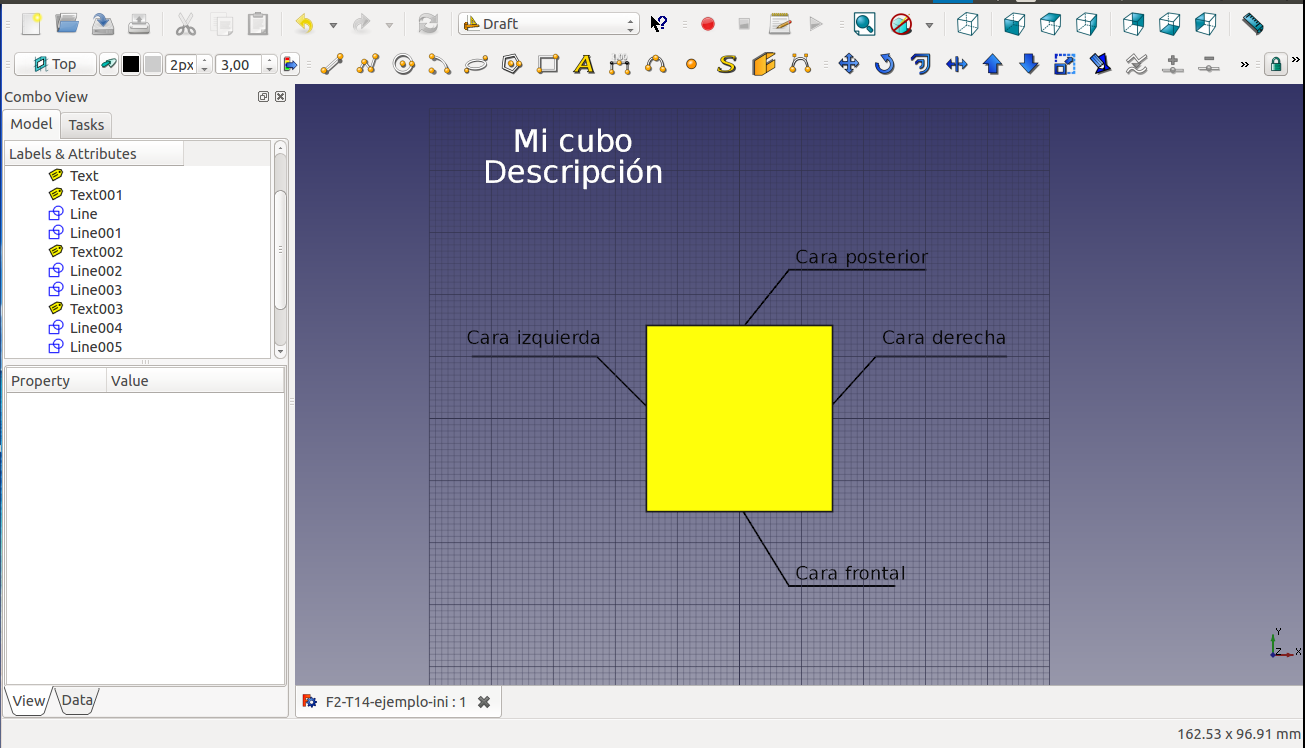 Draft
Top
2px
3,00
A
S
Combo View
Model
Tasks
Labels & Attributes
Text
Text001
Line
Line001
Text002
Line002
Line003
Text003
Line004
Line005
Property
Value
View
Data
Mi cubo
Descripción
Cara posterior
Cara izquierda
Cara derecha
Cara frontal
Y
Z
X
F2-T14-ejemplo-ini : 1
162.53 x 96.91 mm